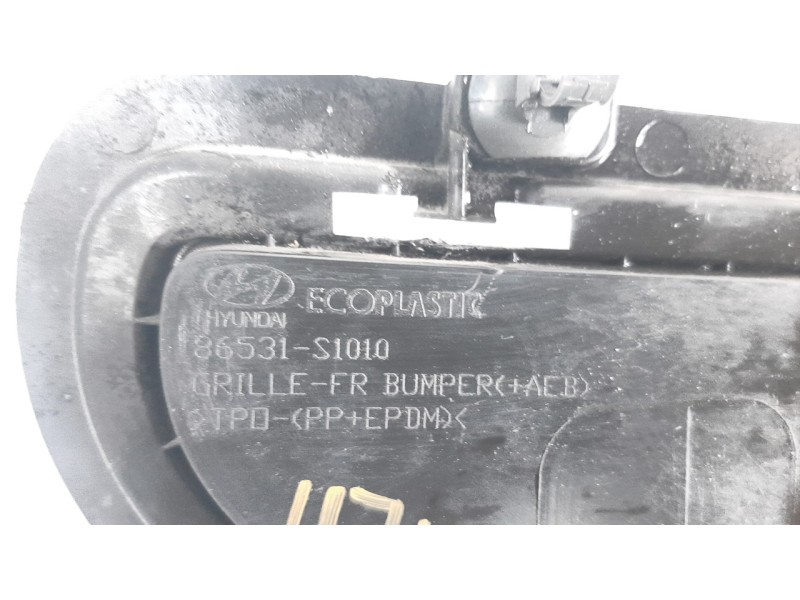 HYUNDAI ECOPLASTIC
86531-S1010
GRILLE-FR BUMPER(+AEB)
>TPO-(PP+EPDM)<